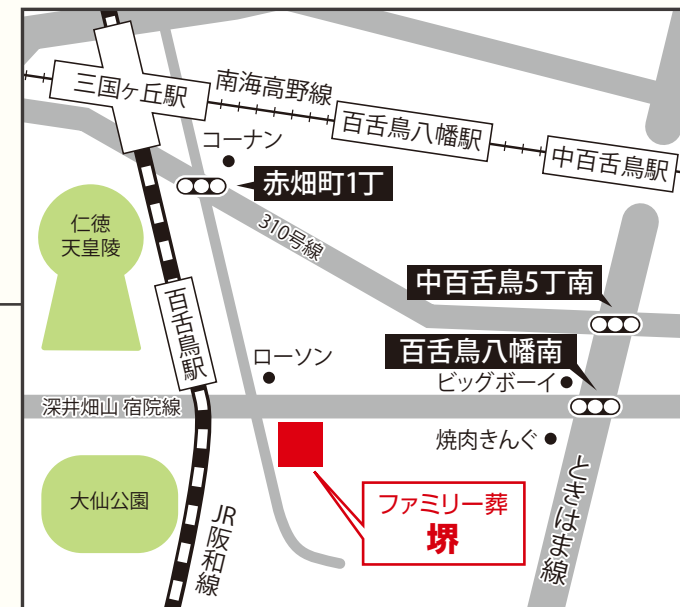 三国ヶ丘駅
南海高野線
百舌鳥八幡駅
中百舌鳥駅
コーナン
赤畑町1丁
仁徳
天皇陵
310号線
百舌鳥駅
中百舌鳥5丁南
ローソン
百舌鳥八幡南
ビッグボーイ
深井畑山 宿院線
焼肉きんぐ
大仙公園
ファミリー葬
堺
JR阪和線
ときはま線